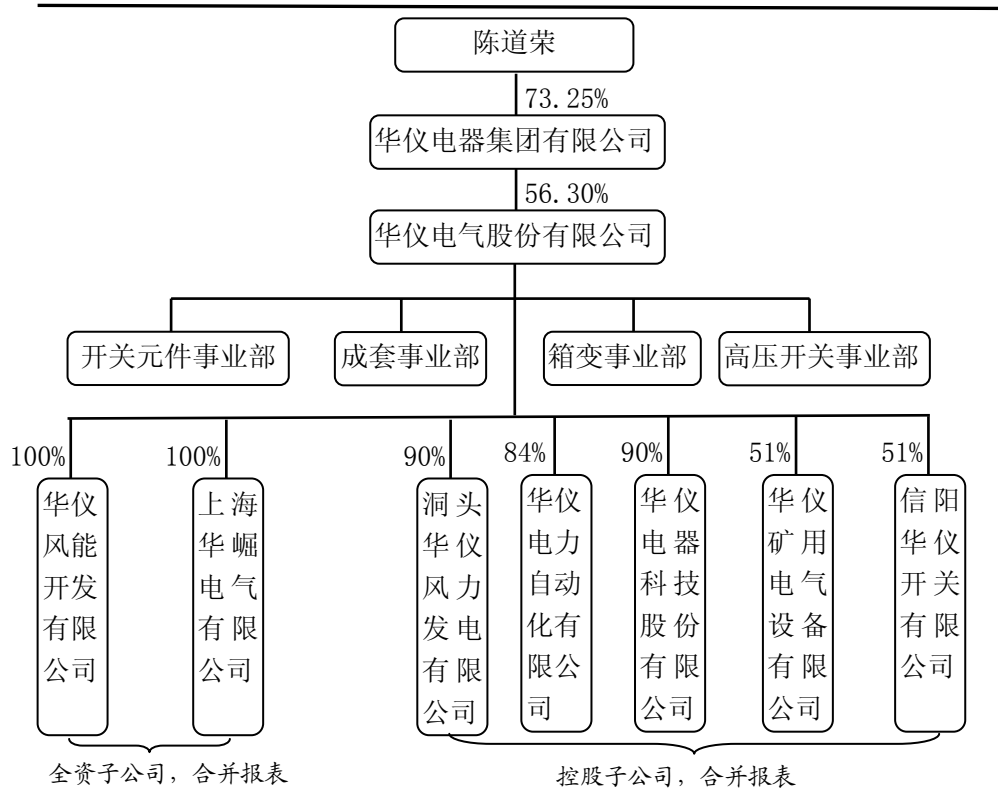 陈道荣
73.25%
华仪电器集团有限公司
56.30%
华仪电气股份有限公司
开关元件事业部
成套事业部
箱变事业部
高压开关事业部
100%
100%
90%
84%
90%
51%
51%
华仪
风能
开发
有限
公司
上海
华崛
电气
有限
公司
洞头
华仪
风力
发电
有限
公司
华仪
电力
自动
化有
限公
司
华仪
电器
科技
股份
有限
公司
华仪
矿用
电气
设备
有限
公司
信阳
华仪
开关
有限
公司
全资子公司，合并报表
控股子公司，合并报表